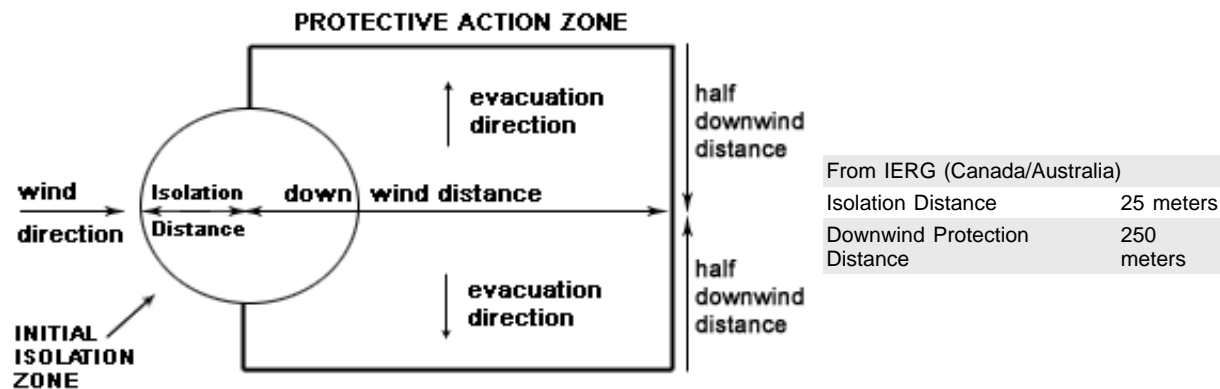 PROTECTIVE ACTION ZONE
evacuation
direction
half
downwind
distance
wind
direction
Isolation
Distance
down wind distance
evacuation
direction
half
downwind
distance
INITIAL
ISOLATION
ZONE
From IERG (Canada/Australia)
Isolation Distance 25 meters
Downwind Protection 250
Distance meters